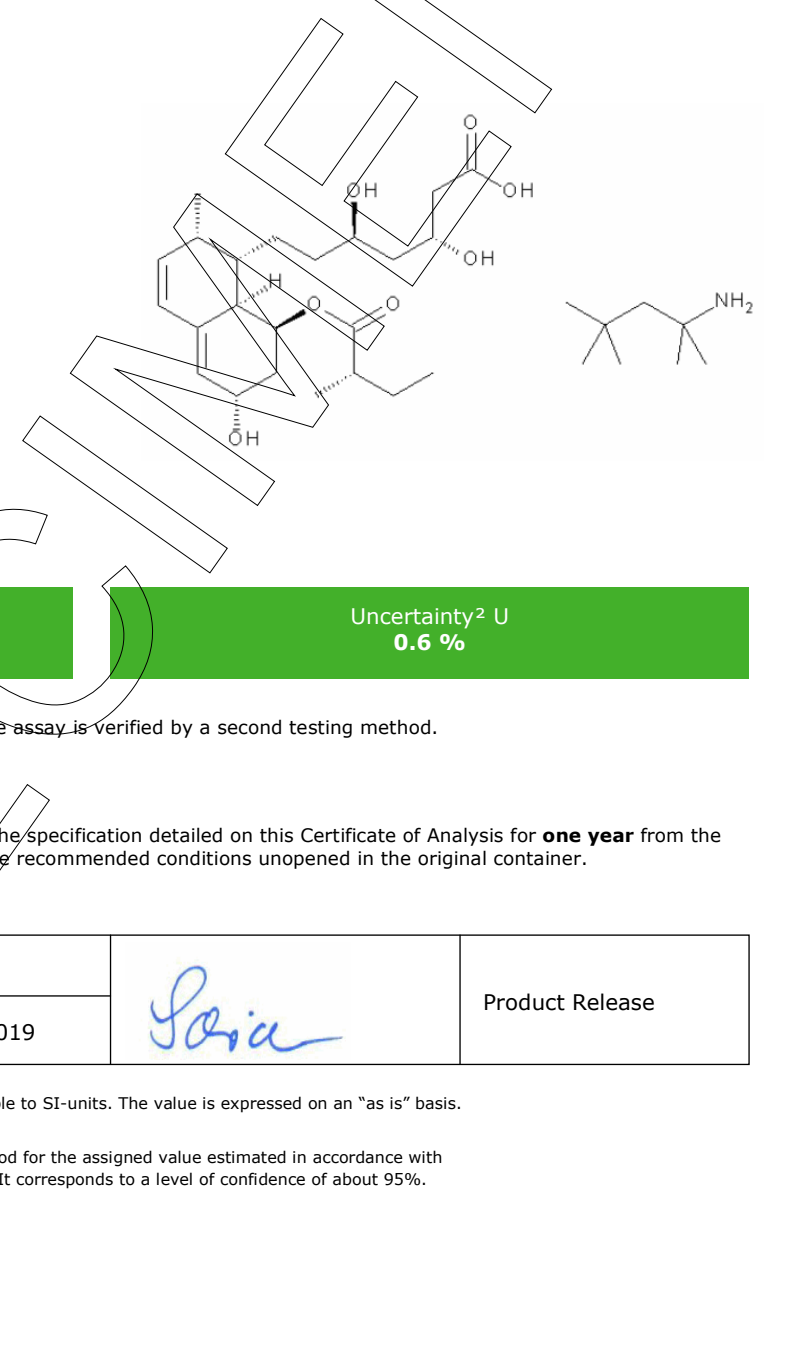 O
OH
OH
OH
H
O
O
NH₂
OH
Uncertainty² U
0.6 %
e assay is verified by a second testing method.
he specification detailed on this Certificate of Analysis for one year from the
e recommended conditions unopened in the original container.
Product Release
019
le to SI-units. The value is expressed on an “as is” basis.
od for the assigned value estimated in accordance with
It corresponds to a level of confidence of about 95%.